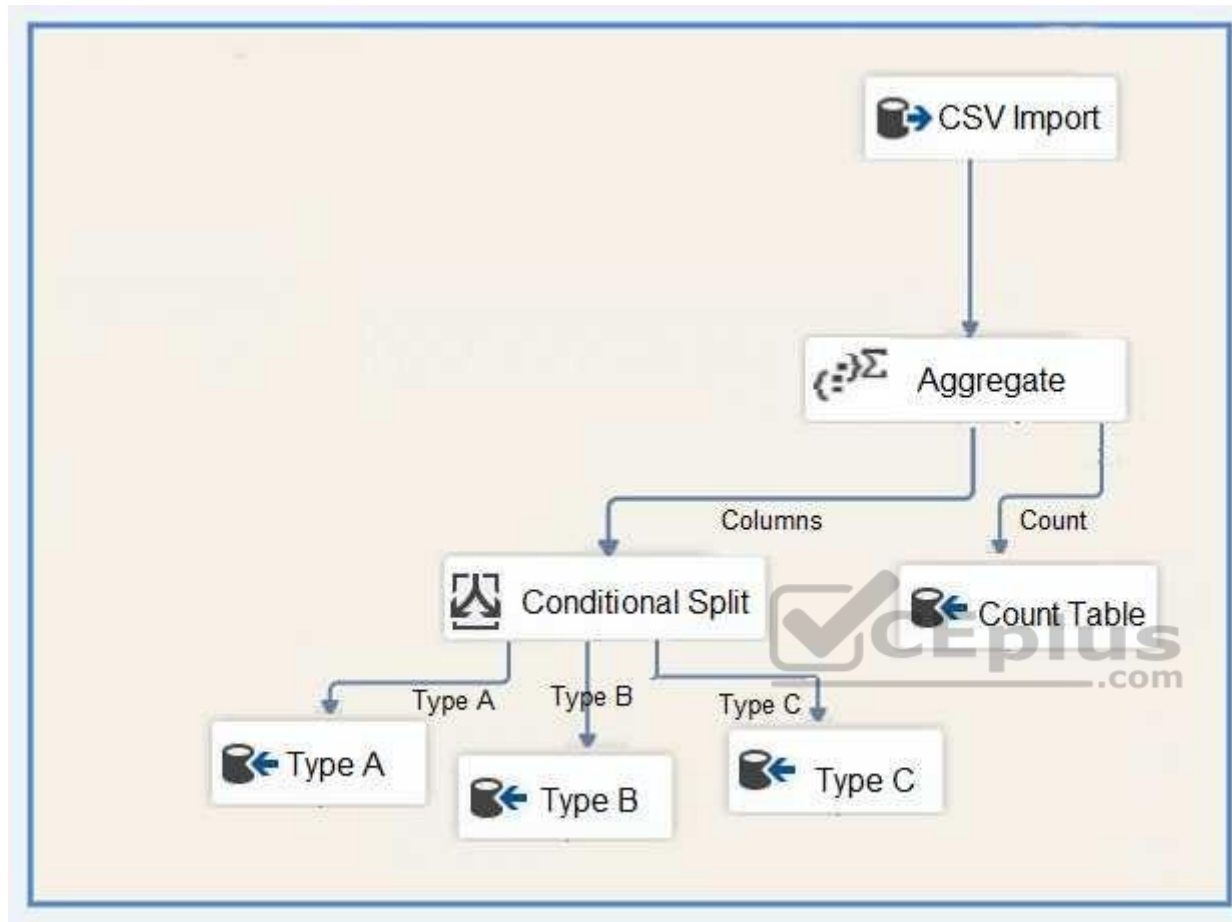 CSV Import
Aggregate
Columns
Count
Conditional Split
Count Table
CEplus
.com
Type A
Type B
Type C
Type A
Type B
Type C